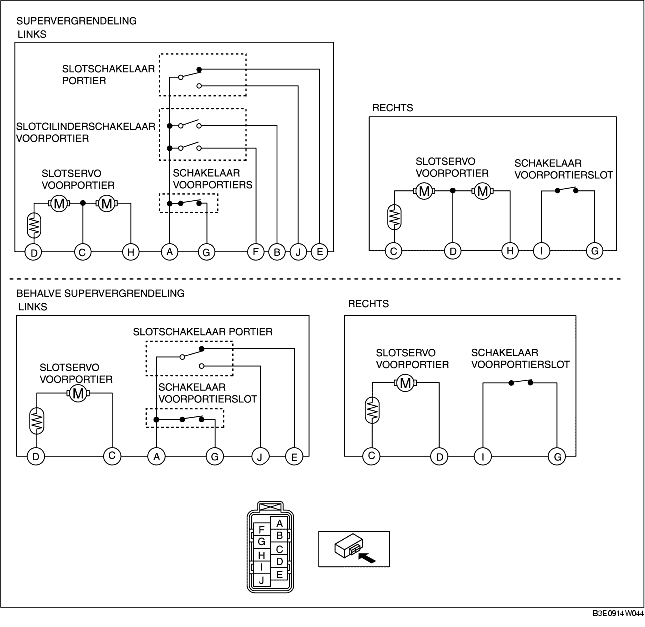 SUPERVERGRENDELING
LINKS
SLOTSCHAKELAAR
PORTIER
SLOTCILINDERSCHAKELAAR
VOORPORTIER
SLOTSERVO
VOORPORTIER
SCHAKELAAR
VOORPORTIERS
M M
D C H A G F B J E
RECHTS
SLOTSERVO
VOORPORTIER
SCHAKELAAR
VOORPORTIERSLOT
M M
C D H I G
BEHALVE SUPERVERGRENDELING
LINKS
SLOTSCHAKELAAR PORTIER
SLOTSERVO
VOORPORTIER
SCHAKELAAR
VOORPORTIERSLOT
M
D C A G J E
RECHTS
SLOTSERVO
VOORPORTIER
SCHAKELAAR
VOORPORTIERSLOT
M
C D I G
A
F
B
G
C
H
D
I
E
J
B3E0914W044